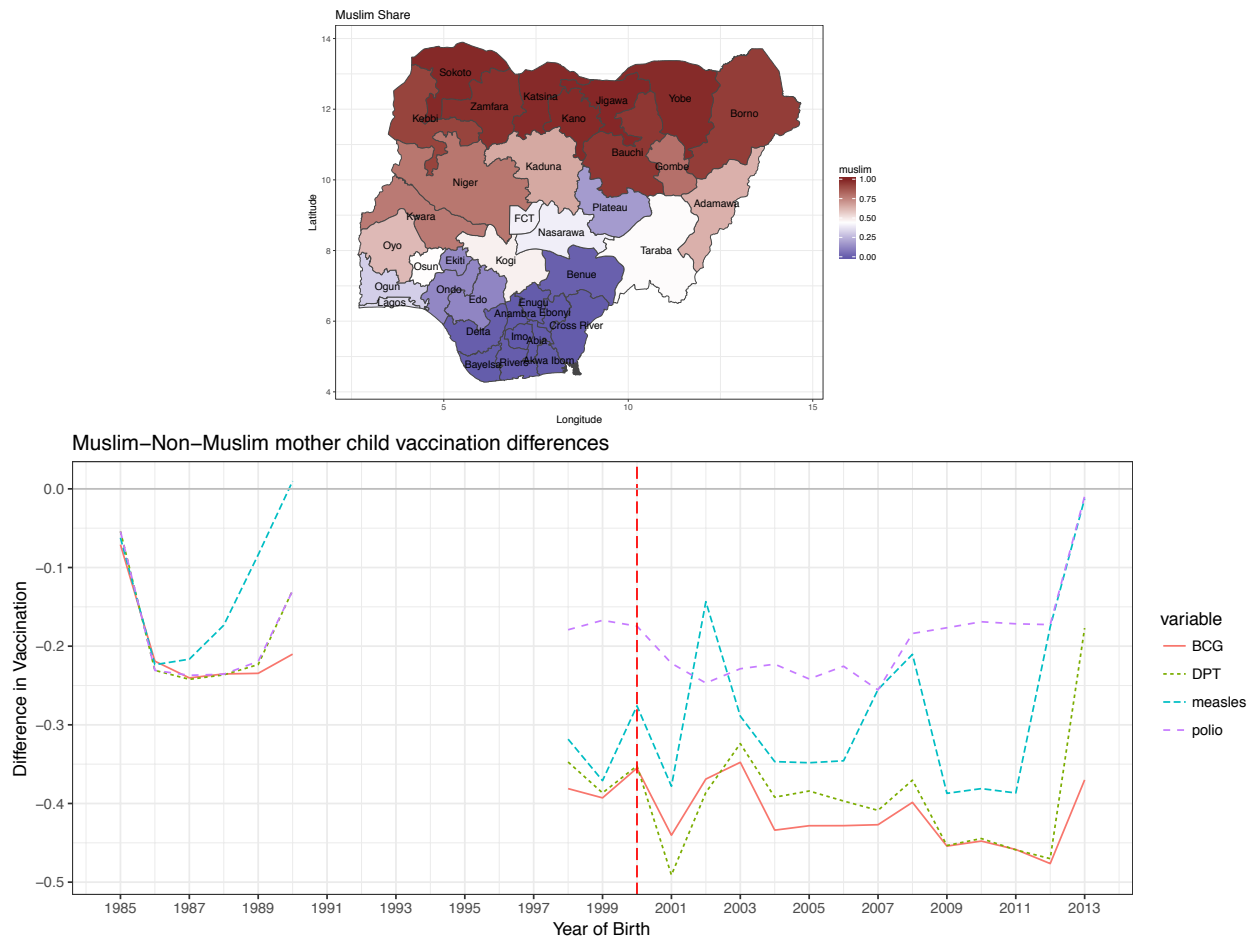 Muslim Share
14
12
10
8
6
4
Latitude
Sokoto
Katsina
Jigawa
Yobe
Zamfara
Borno
Kebbi
Kano
Bauchi
Kaduna
Gombe
Niger
Adamawa
Plateau
Kwara
FCT
Nasarawa
Oyo
Taraba
Osun
Ekiti
Kogi
Benue
Ogun
Ondo
Lagos
Edo
Enugu
Anambra
Ebonyi
Cross River
Delta
Imo
Abia
Bayelsa
Rivers
Akwa Ibom
5
10
15
Longitude
muslim
1.00
0.75
0.50
0.25
0.00
Muslim−Non−Muslim mother child vaccination differences
0.0
−0.1
−0.2
−0.3
−0.4
−0.5
Difference in Vaccination
1985
1987
1989
1991
1993
1995
1997
1999
2001
2003
2005
2007
2009
2011
2013
Year of Birth
variable
BCG
DPT
measles
polio